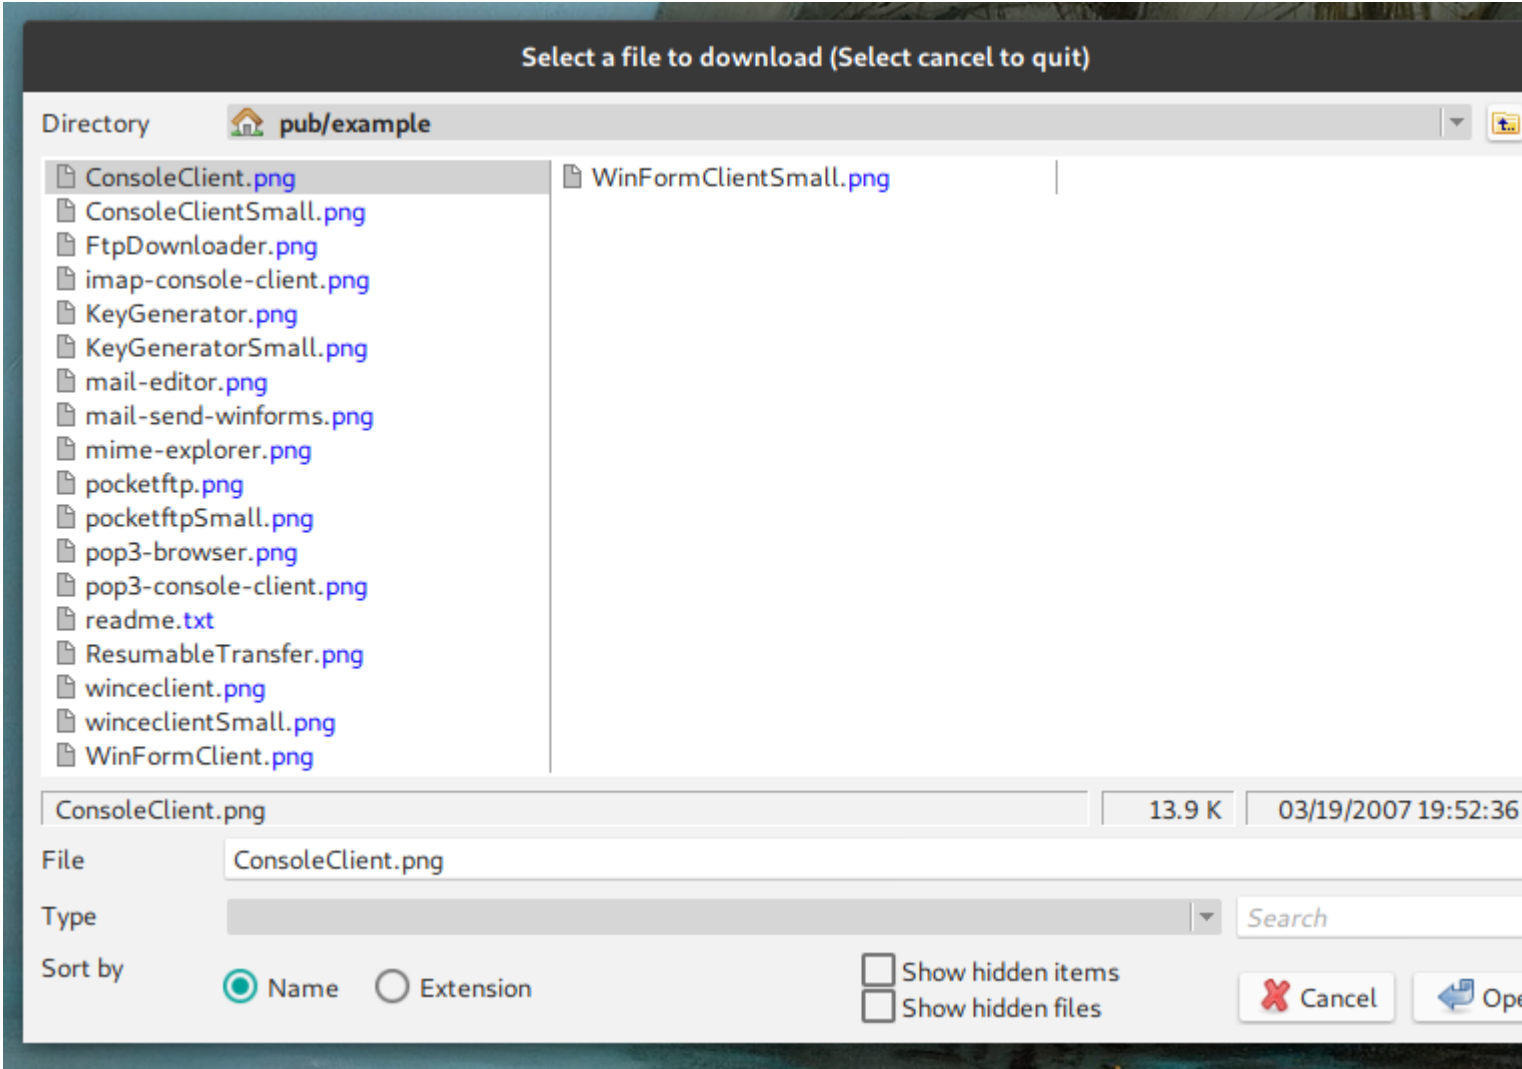 Select a file to download (Select cancel to quit)
Directory
pub/example
ConsoleClient.png
ConsoleClientSmall.png
FtpDownloader.png
imap-console-client.png
KeyGenerator.png
KeyGeneratorSmall.png
mail-editor.png
mail-send-winforms.png
mime-explorer.png
pocketftp.png
pocketftpSmall.png
pop3-browser.png
pop3-console-client.png
readme.txt
ResumableTransfer.png
winceclient.png
winceclientSmall.png
WinFormClient.png
WinFormClientSmall.png
ConsoleClient.png 13.9 K 03/19/2007 19:52:36
File ConsoleClient.png
Type Search
Sort by
Name Extension
Show hidden items
Show hidden files
Cancel Ope